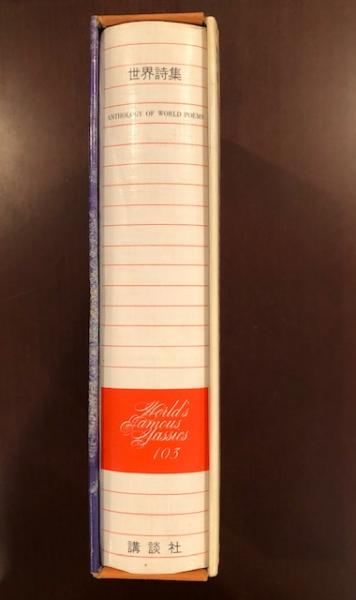 世界詩集
ANTHOLOGY OF WORLD POEMS
World's
Famous
Classics
103
講談社